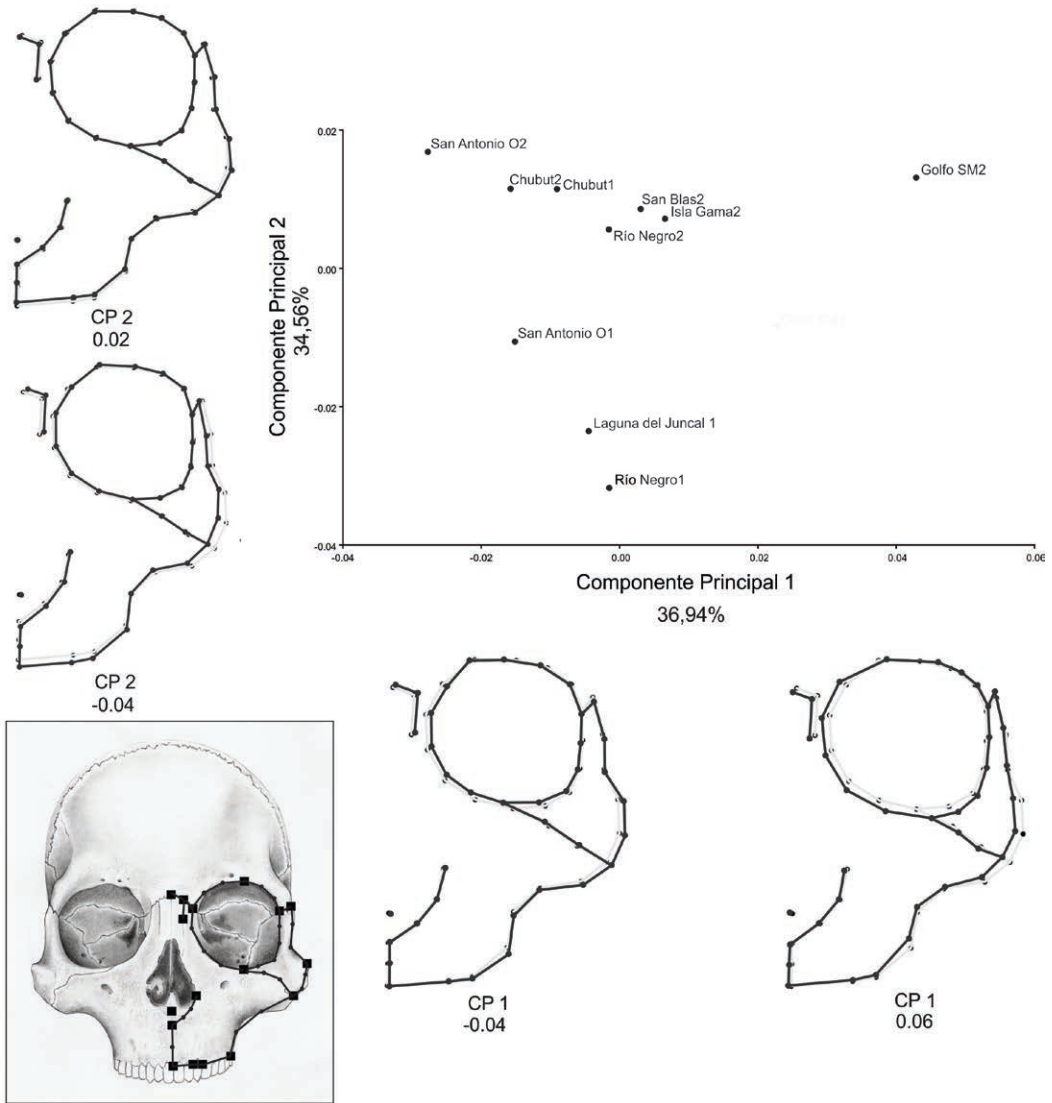 CP 2
0.02
CP 2
-0.04
Componente Principal 2
34,56%
0.02
0.00
-0.02
-0.04
San Antonio O2
Chubut2
Chubut1
San Blas2
Isla Gama2
Río Negro2
Golfo SM2
San Antonio O1
Laguna del Juncal 1
Río Negro1
-0.04
-0.02
0.00
0.02
0.04
0.06
Componente Principal 1
36,94%
CP 1
-0.04
CP 1
0.06